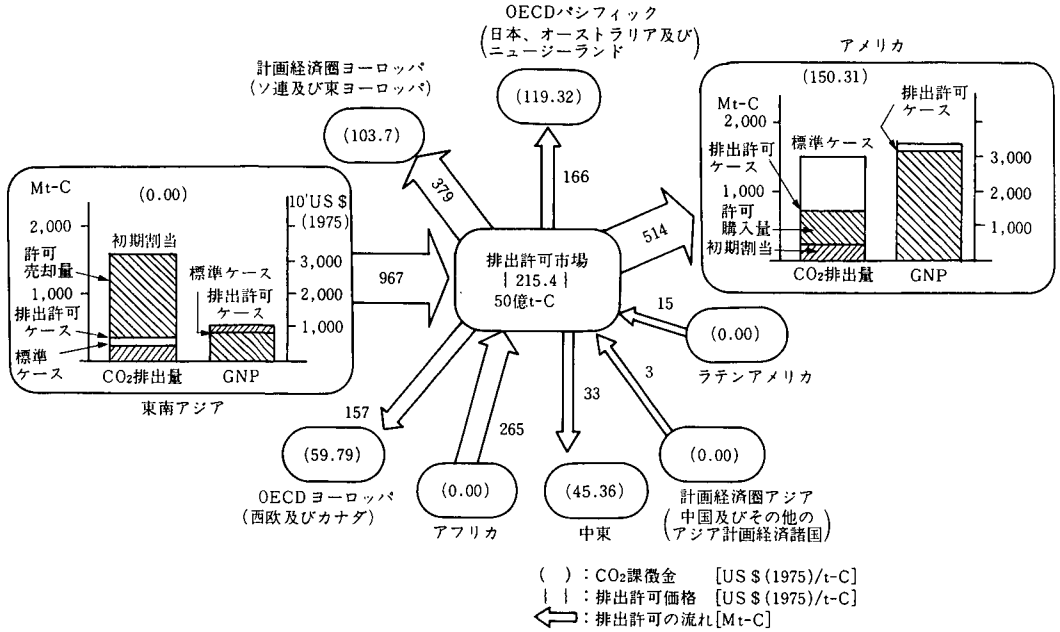 OECDパシフィック
(日本、オーストラリア及び
ニュージーランド)
(119.32)
計画経済圏ヨーロッパ
(ソ連及び東ヨーロッパ)
(103.7)
アメリカ
(150.31)
Mt-C
2,000
1,000
排出許可
ケース
標準ケース
排出許可
ケース
許可
購入量
初期割当
3,000
2,000
1,000
CO₂排出量
GNP
Mt-C
(0.00)
US $
(1975)
2,000
1,000
初期割当
許可
売却量
排出許可
ケース
標準
ケース
標準ケース
排出許可
ケース
3,000
2,000
1,000
CO₂排出量
GNP
東南アジア
379
166
514
967
排出許可市場
{ 215.4 }
50億t-C
15
(0.00)
ラテンアメリカ
3
33
157
265
(59.79)
OECDヨーロッパ
(西欧及びカナダ)
(0.00)
アフリカ
(45.36)
中東
(0.00)
計画経済圏アジア
(中国及びその他の
アジア計画経済諸国)
( ):CO₂課徴金 [US $(1975)/t-C]
{ }:排出許可価格 [US $(1975)/t-C]
:排出許可の流れ[Mt-C]